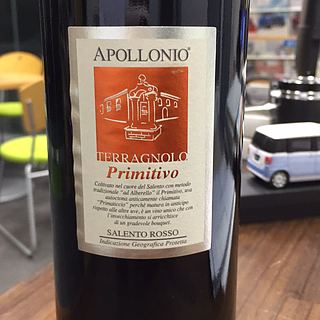 APOLLONIO®
TERRAGNOLO
Primitivo
Coltivato nel cuore del Salento con metodo
tradizionale "ad Alberello" il Primitivo, uva
autoctona anticamente chiamata
"Primaticcio" perchè matura in anticipo
rispetto alle altre uve, è un vino unico che con
l'invecchiamento si arricchisce
di un gradevole bouquet.
SALENTO ROSSO
Indicazione Geografica Protetta